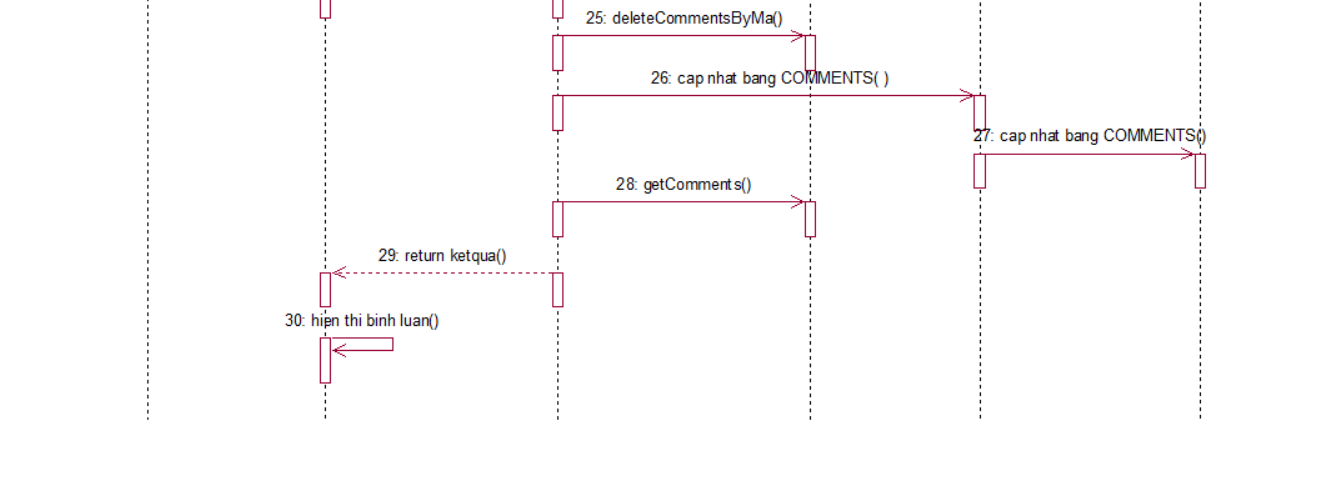 25: deleteCommentsByMa()
26: cap nhat bang COMMENTS( )
27: cap nhat bang COMMENTS()
28: getComments()
29: return ketqua()
30: hien thi binh luan()